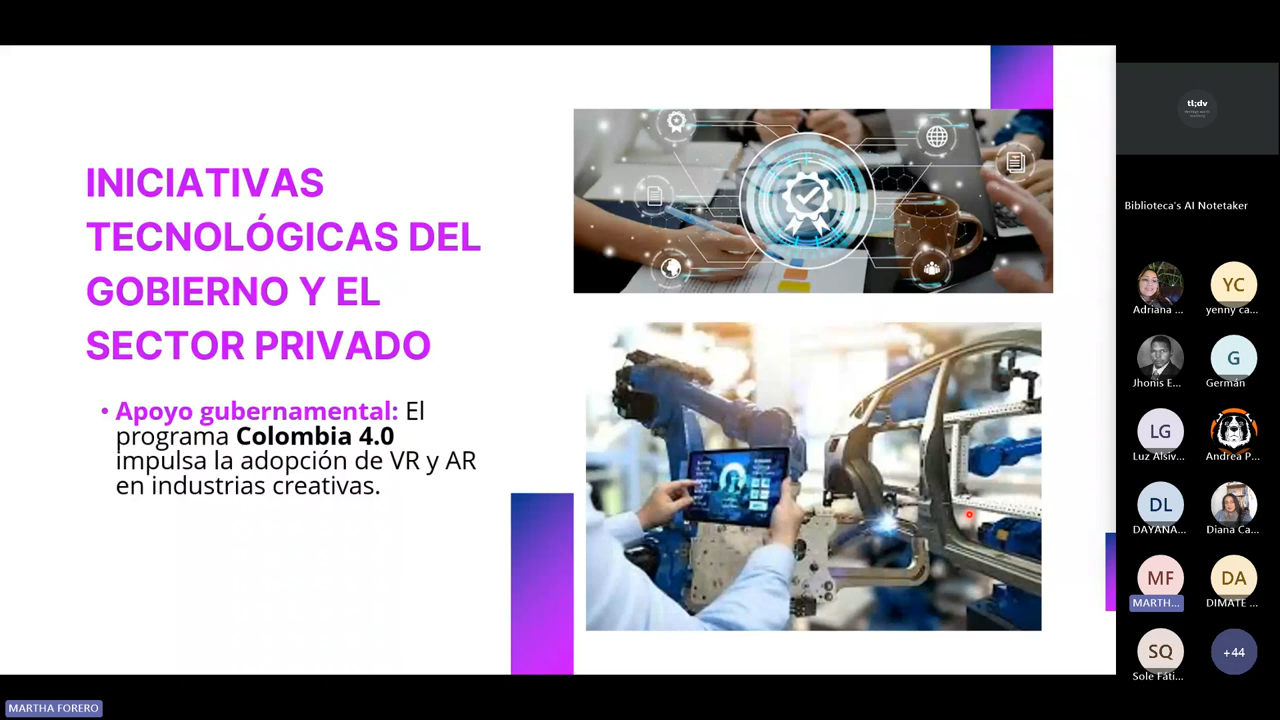 INICIATIVAS
TECNOLÓGICAS DEL
GOBIERNO Y EL
SECTOR PRIVADO
• Apoyo gubernamental: El
programa Colombia 4.0
impulsa la adopción de VR y AR
en industrias creativas.
tl;dv
Biblioteca's AI Notetaker
Adriana ...
YC
yenny ca...
Jhonis E...
G
Germán
LG
Luz Alsiv...
Andrea P...
DL
DAYANA...
Diana Ca...
MF
MARTH...
DA
DIMATE ...
SQ
Sole Fáti...
+44
MARTHA FORERO